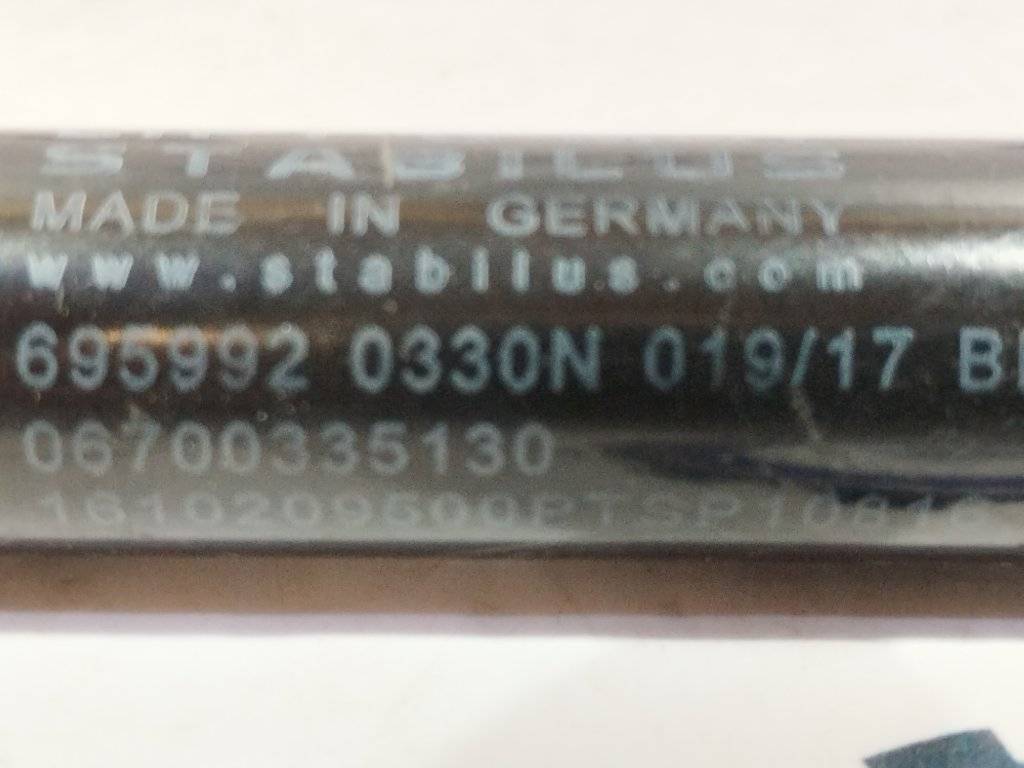 STABILUS
MADE IN GERMANY
www.stabilus.com
695992 0330N 019/17
06700335130